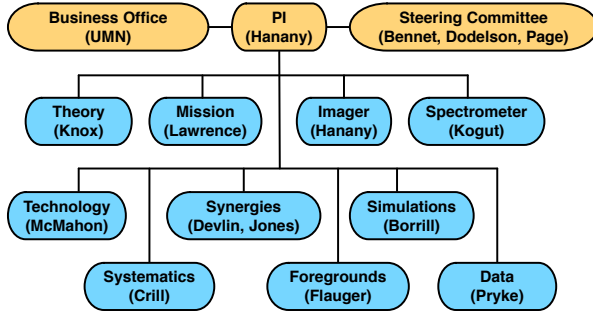 Business Office
(UMN)
PI
(Hanany)
Steering Committee
(Bennet, Dodelson, Page)
Theory
(Knox)
Mission
(Lawrence)
Imager
(Hanany)
Spectrometer
(Kogut)
Technology
(McMahon)
Synergies
(Devlin, Jones)
Simulations
(Borrill)
Systematics
(Crill)
Foregrounds
(Flauger)
Data
(Pryke)